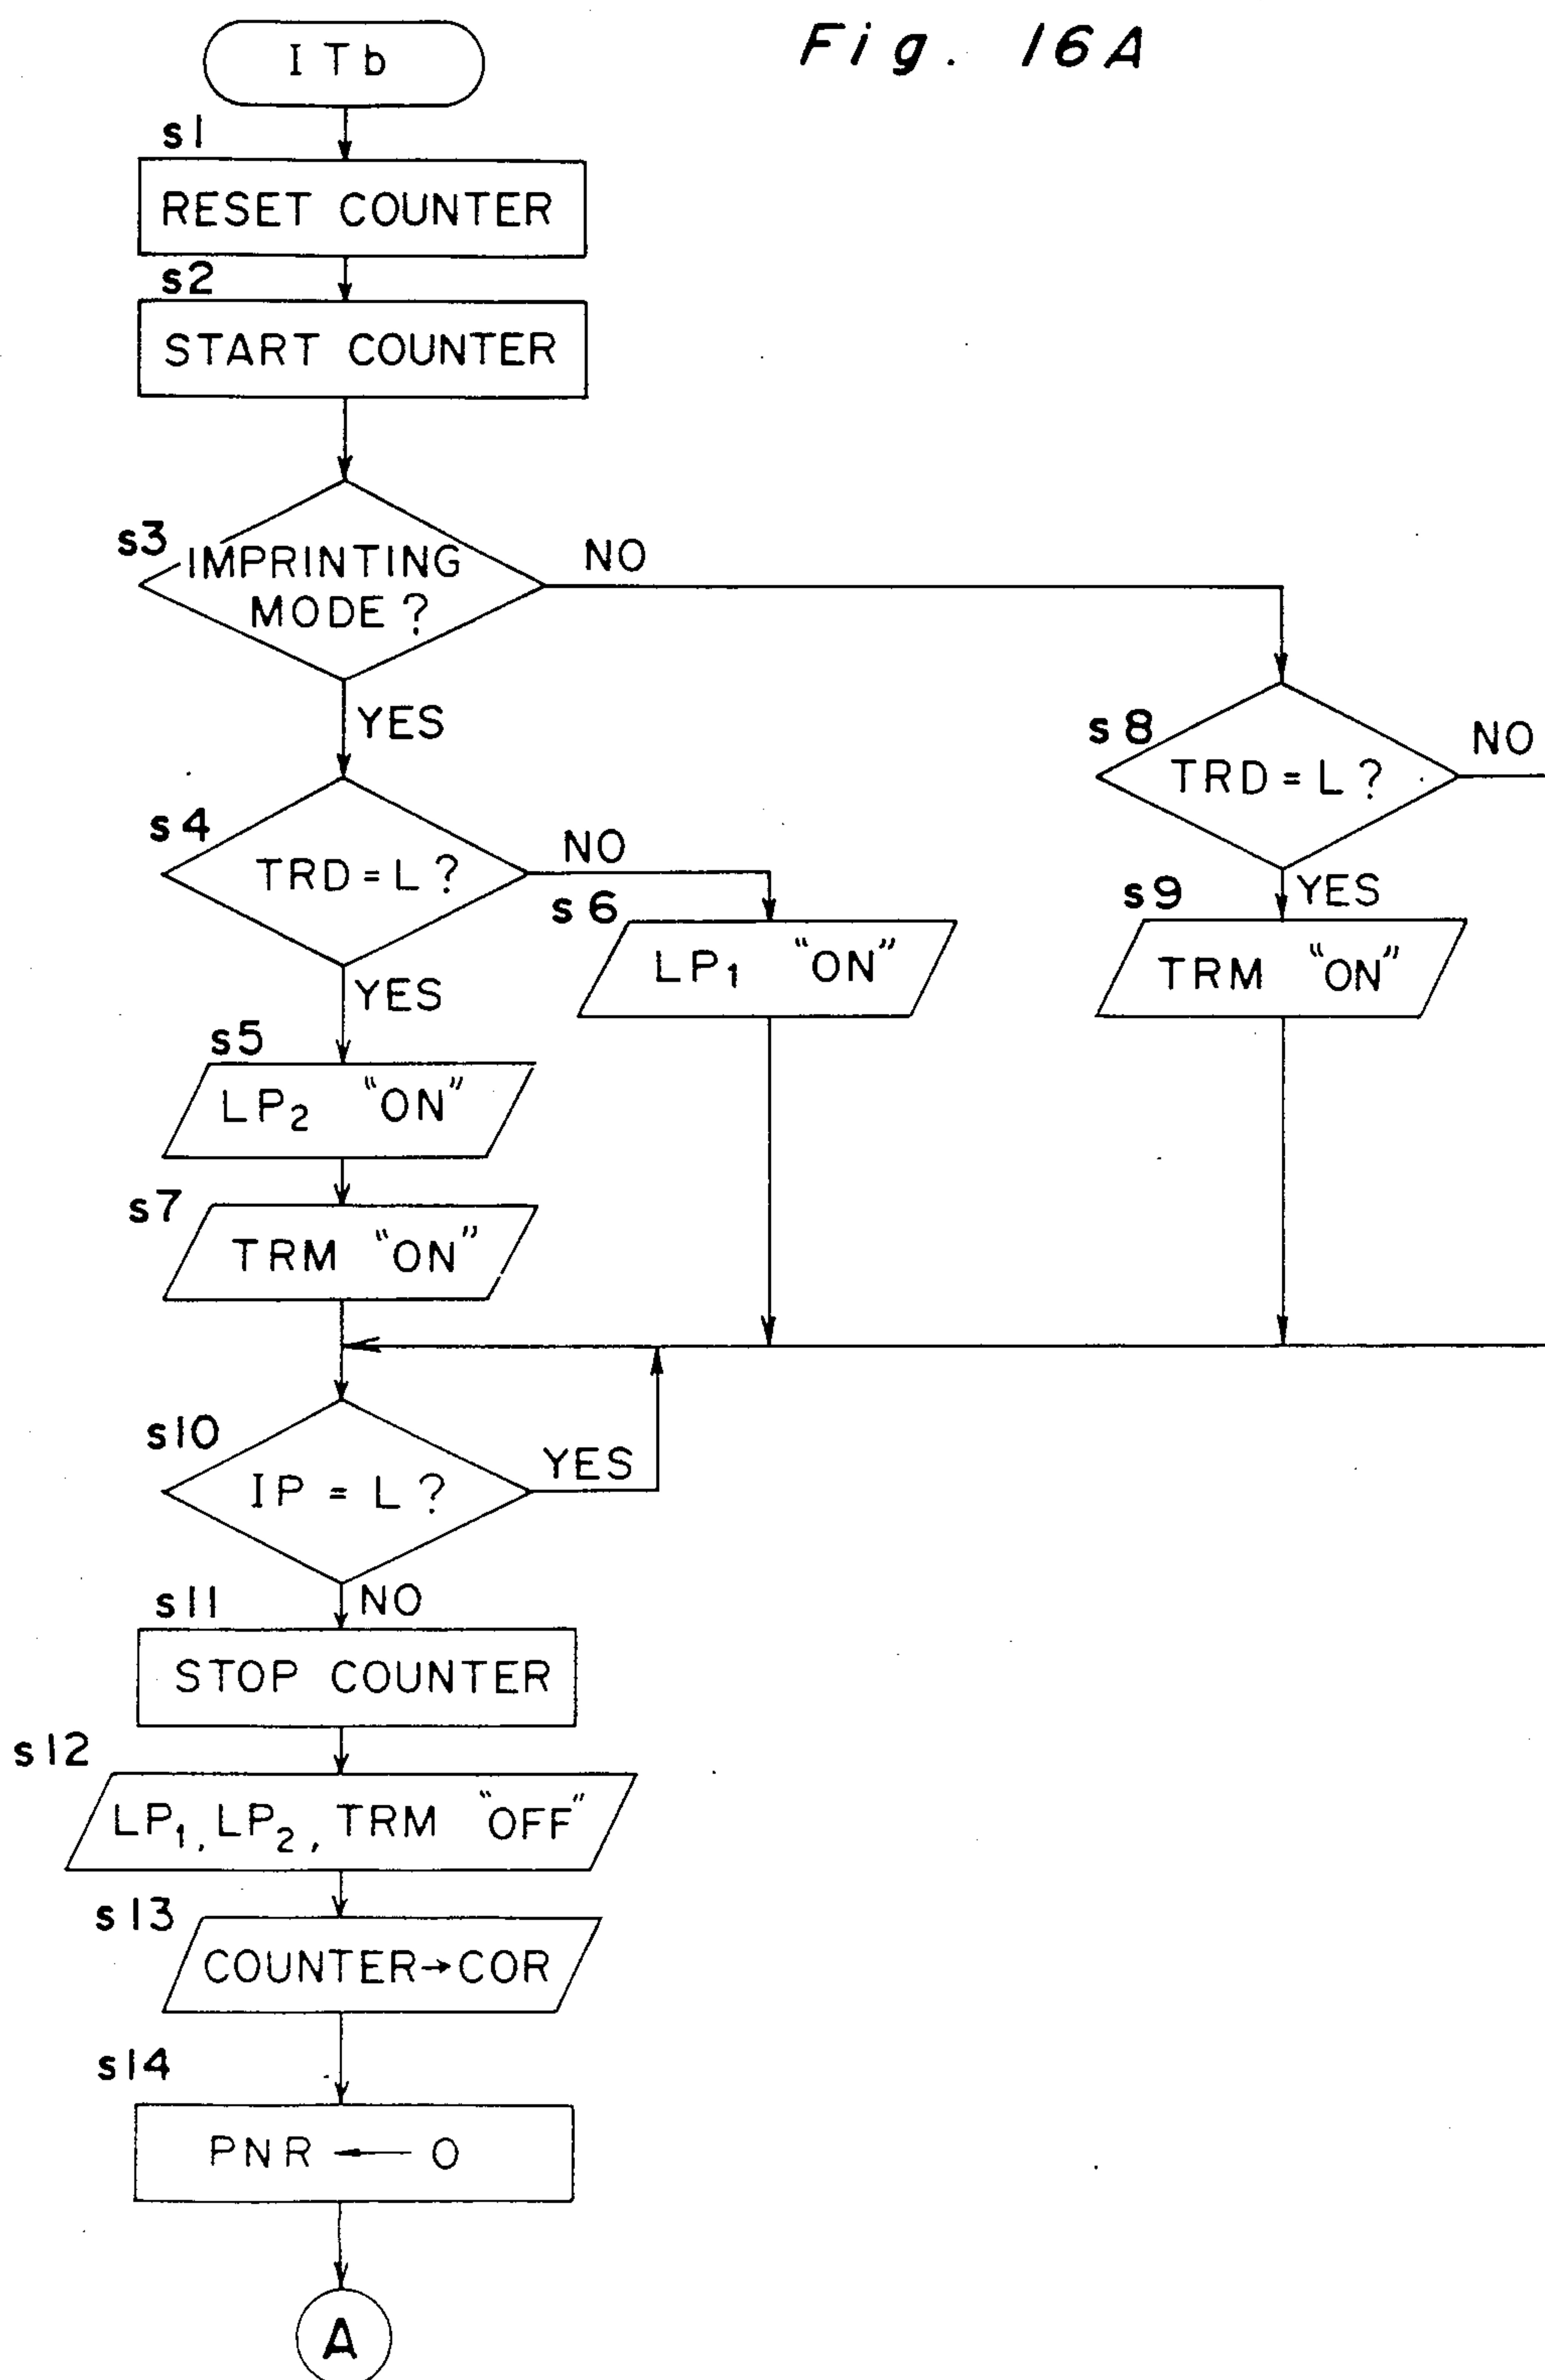 Fig. 16A
ITb
s1
RESET COUNTER
s2
START COUNTER
s3
IMPRINTING
MODE?
NO
YES
s4
TRD=L?
NO
YES
s8
TRD=L?
NO
YES
s6
LP₁ "ON"
s9
TRM "ON"
s5
LP₂ "ON"
s7
TRM "ON"
s10
IP = L?
YES
NO
s11
STOP COUNTER
s12
LP₁, LP₂, TRM "OFF"
s13
COUNTER→COR
s14
PNR ← 0
A